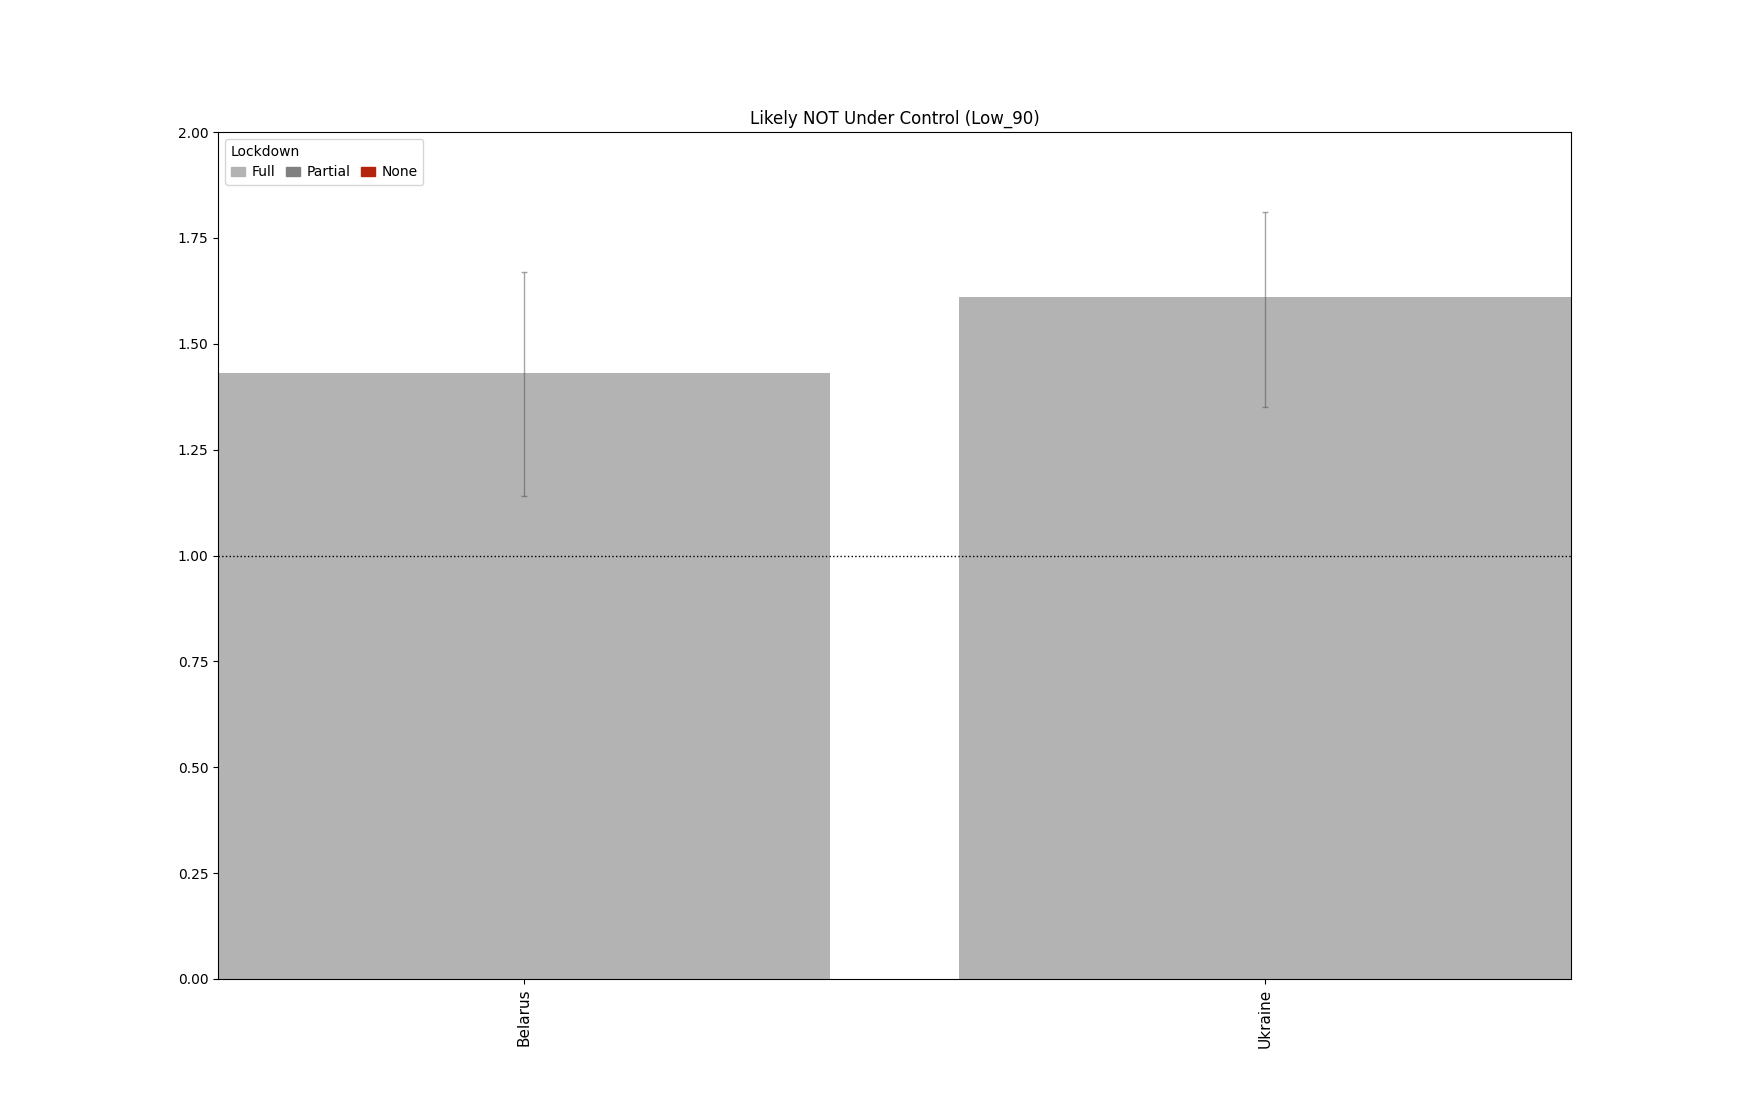 Likely NOT Under Control (Low_90)
Lockdown
Full Partial None
2.00
1.75
1.50
1.25
1.00
0.75
0.50
0.25
0.00
Belarus
Ukraine